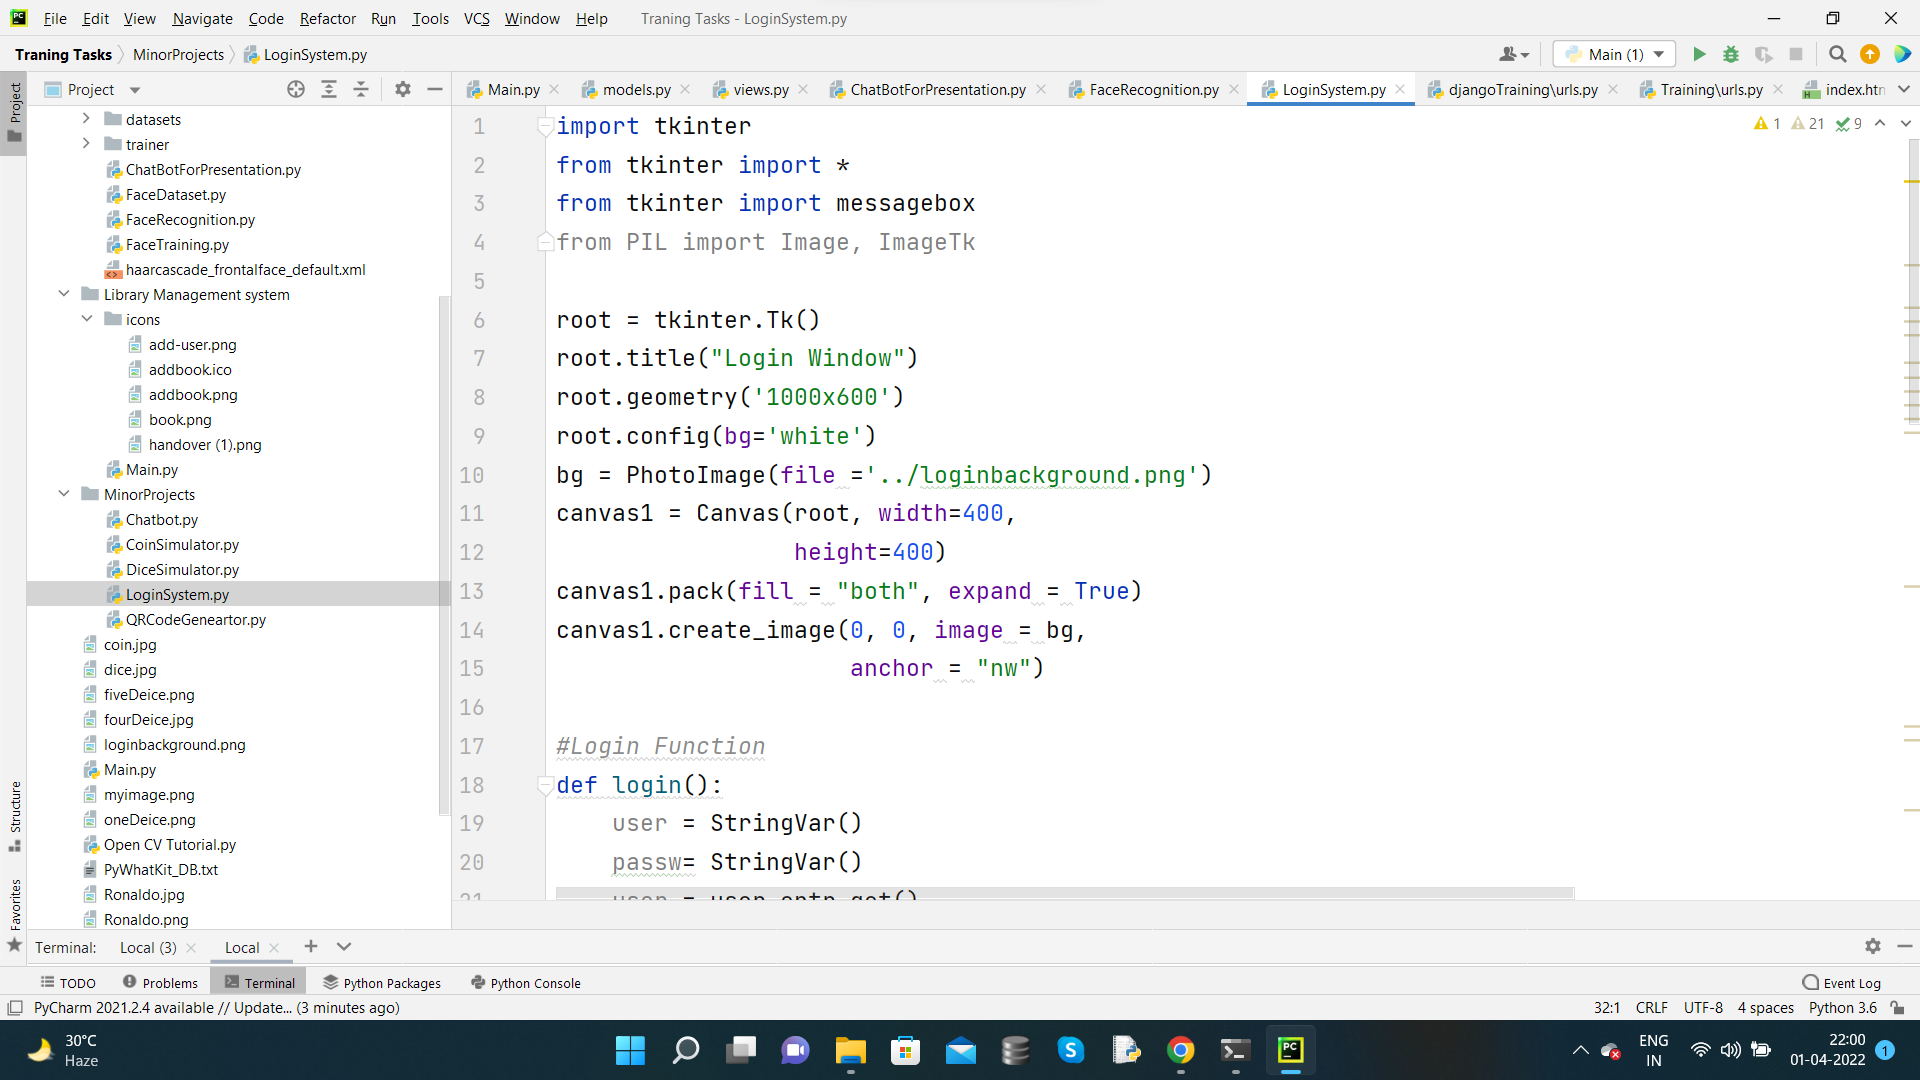 File Edit View Navigate Code Refactor Run Tools VCS Window Help Traning Tasks - LoginSystem.py
Traning Tasks MinorProjects LoginSystem.py Main (1)
Project
Project
Main.py models.py views.py ChatBotForPresentation.py FaceRecognition.py LoginSystem.py djangoTraining\urls.py Training\urls.py index.htm
1 21 9
datasets
trainer
ChatBotForPresentation.py
FaceDataset.py
FaceRecognition.py
FaceTraining.py
haarcascade_frontalface_default.xml
Library Management system
icons
add-user.png
addbook.ico
addbook.png
book.png
handover (1).png
Main.py
MinorProjects
Chatbot.py
CoinSimulator.py
DiceSimulator.py
LoginSystem.py
QRCodeGeneartor.py
coin.jpg
dice.jpg
fiveDeice.png
fourDeice.jpg
loginbackground.png
Main.py
myimage.png
oneDeice.png
Open CV Tutorial.py
PyWhatKit_DB.txt
Ronaldo.jpg
Ronaldo.png
Structure
Favorites
1 import tkinter
2 from tkinter import *
3 from tkinter import messagebox
4 from PIL import Image, ImageTk
5
6 root = tkinter.Tk()
7 root.title("Login Window")
8 root.geometry('1000x600')
9 root.config(bg='white')
10 bg = PhotoImage(file ='../loginbackground.png')
11 canvas1 = Canvas(root, width=400,
12 height=400)
13 canvas1.pack(fill = "both", expand = True)
14 canvas1.create_image(0, 0, image = bg,
15 anchor = "nw")
16
17 #Login Function
18 def login():
19 user = StringVar()
20 passw= StringVar()
21 user = user_entr.get()
Terminal: Local (3) Local
TODO Problems Terminal Python Packages Python Console Event Log
PyCharm 2021.2.4 available // Update... (3 minutes ago) 32:1 CRLF UTF-8 4 spaces Python 3.6
30°C
Haze
ENG
IN
22:00
01-04-2022
1